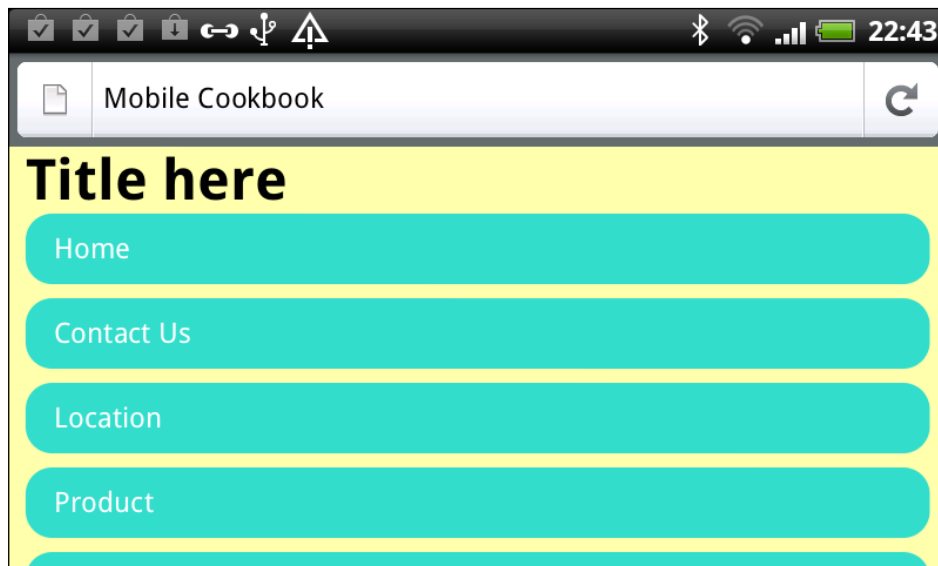 22:43
Mobile Cookbook
Title here
Home
Contact Us
Location
Product